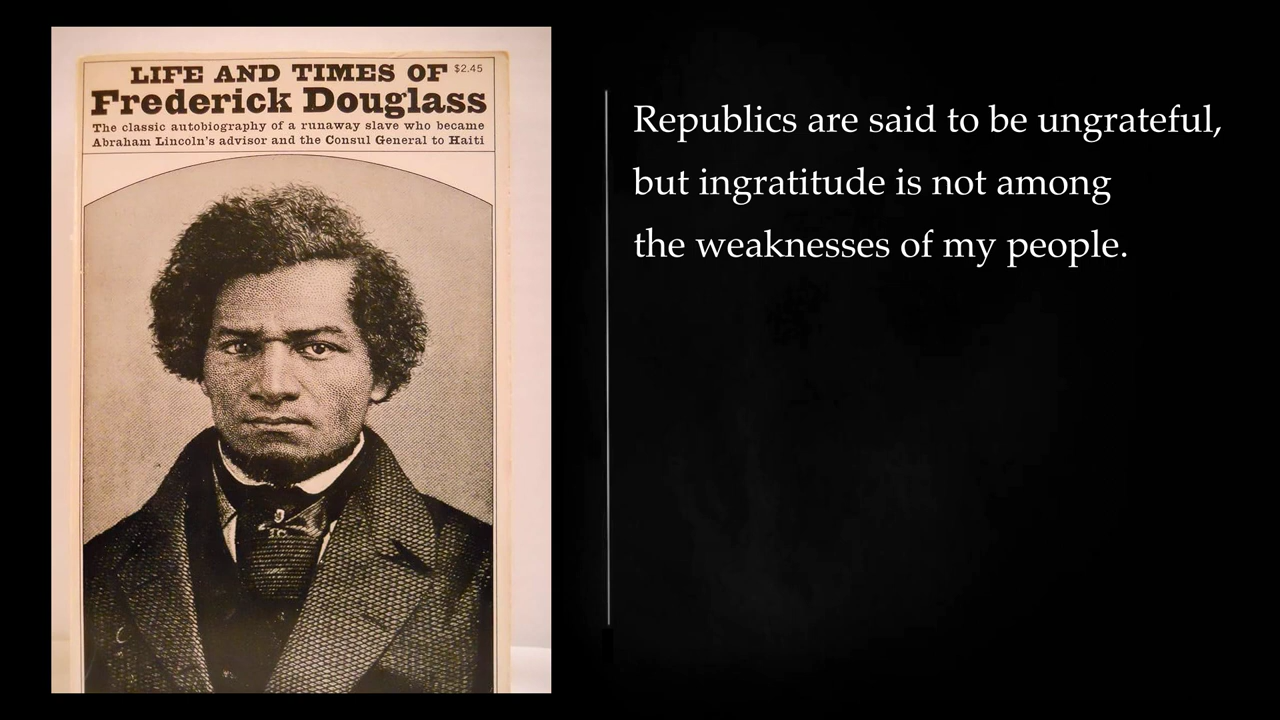 LIFE AND TIMES OF $2.45
Frederick Douglass
The classic autobiography of a runaway slave who became
Abraham Lincoln's advisor and the Consul General to Haiti
Republics are said to be ungrateful,
but ingratitude is not among
the weaknesses of my people.